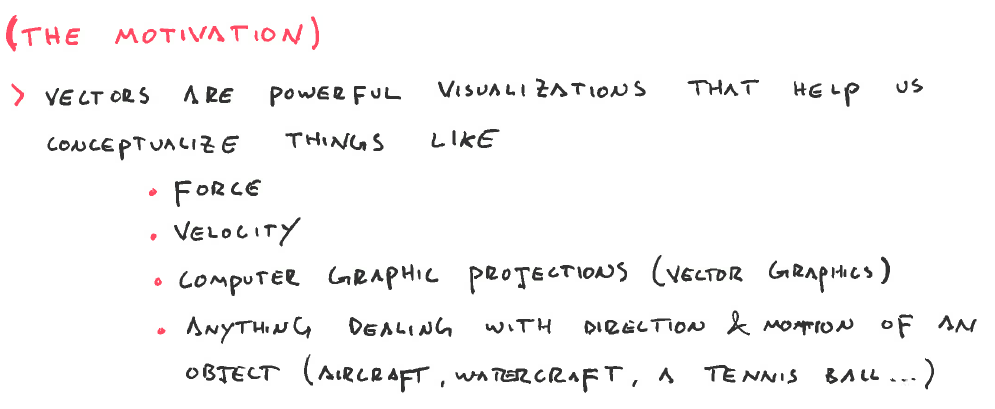 (THE MOTIVATION)
> VECTORS ARE POWERFUL VISUALIZATIONS THAT HELP US
CONCEPTUALIZE THINGS LIKE
• FORCE
• VELOCITY
• COMPUTER GRAPHIC PROJECTIONS (VECTOR GRAPHICS)
• ANYTHING DEALING WITH DIRECTION & MOTION OF AN
OBJECT (AIRCRAFT, WATERCRAFT, A TENNIS BALL...)